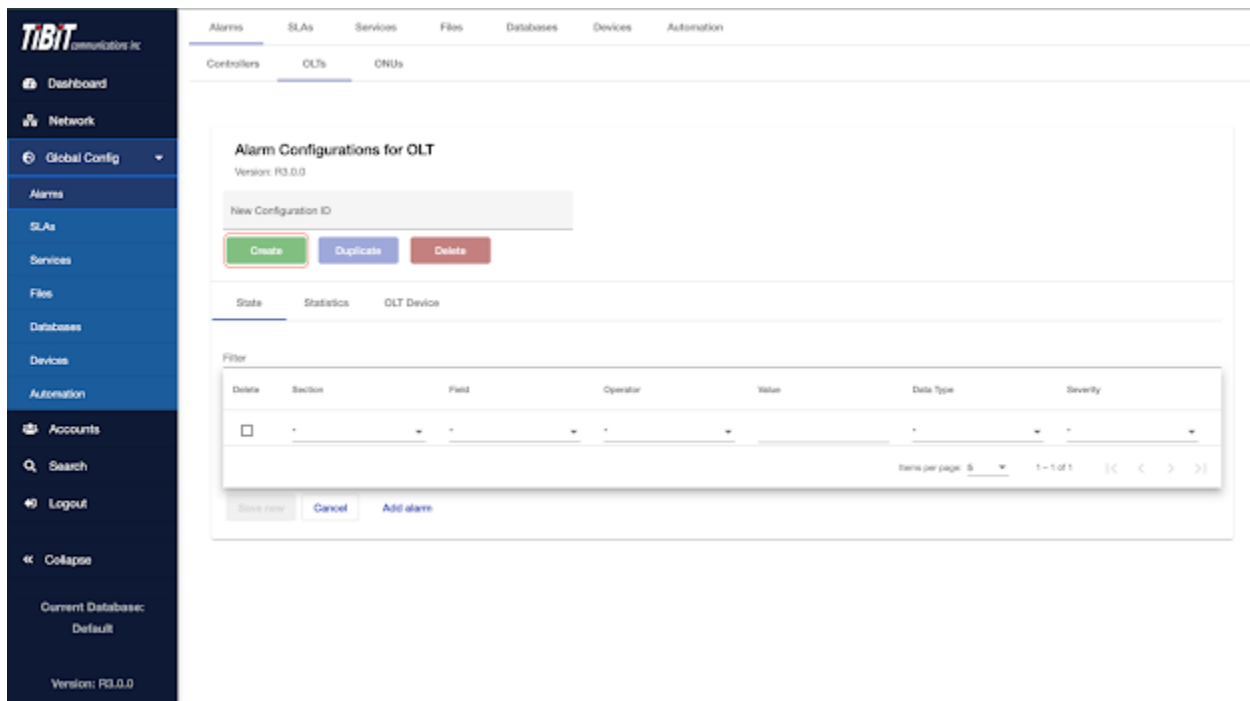 TiBiT communications inc
Dashboard
Network
Global Config
Alarms
SLAs
Services
Files
Databases
Devices
Automation
Accounts
Search
Logout
Collapse
Current Database:
Default
Version: R3.0.0
Alarms SLAs Services Files Databases Devices Automation
Controllers OLTs ONUs
Alarm Configurations for OLT
Version: R3.0.0
New Configuration ID
Create Duplicate Delete
State Statistics OLT Device
Filter
Delete Section Field Operator Value Data Type Severity
Items per page: 5 1 – 1 of 1
Save now Cancel Add alarm